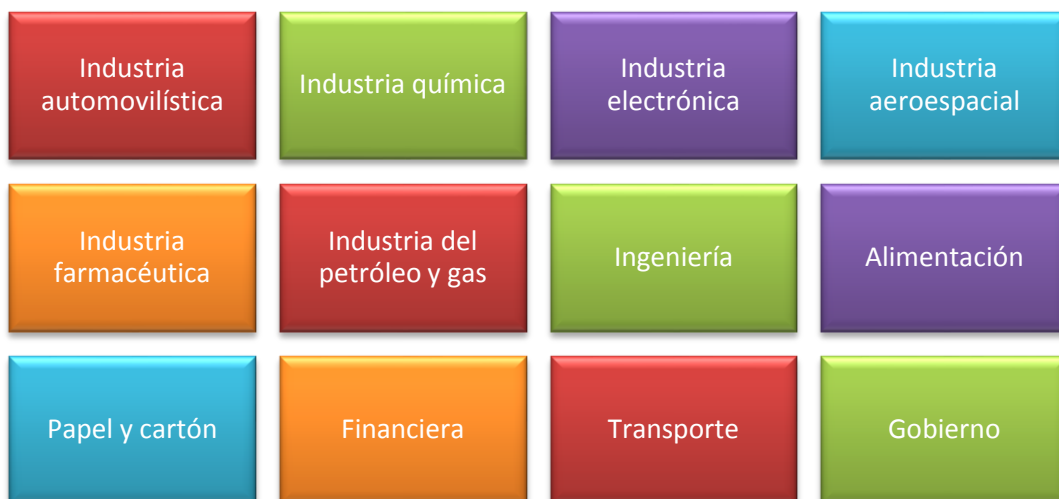 Industria
automovilística
Industria química
Industria
electrónica
Industria
aeroespacial
Industria
farmacéutica
Industria del
petróleo y gas
Ingeniería
Alimentación
Papel y cartón
Financiera
Transporte
Gobierno